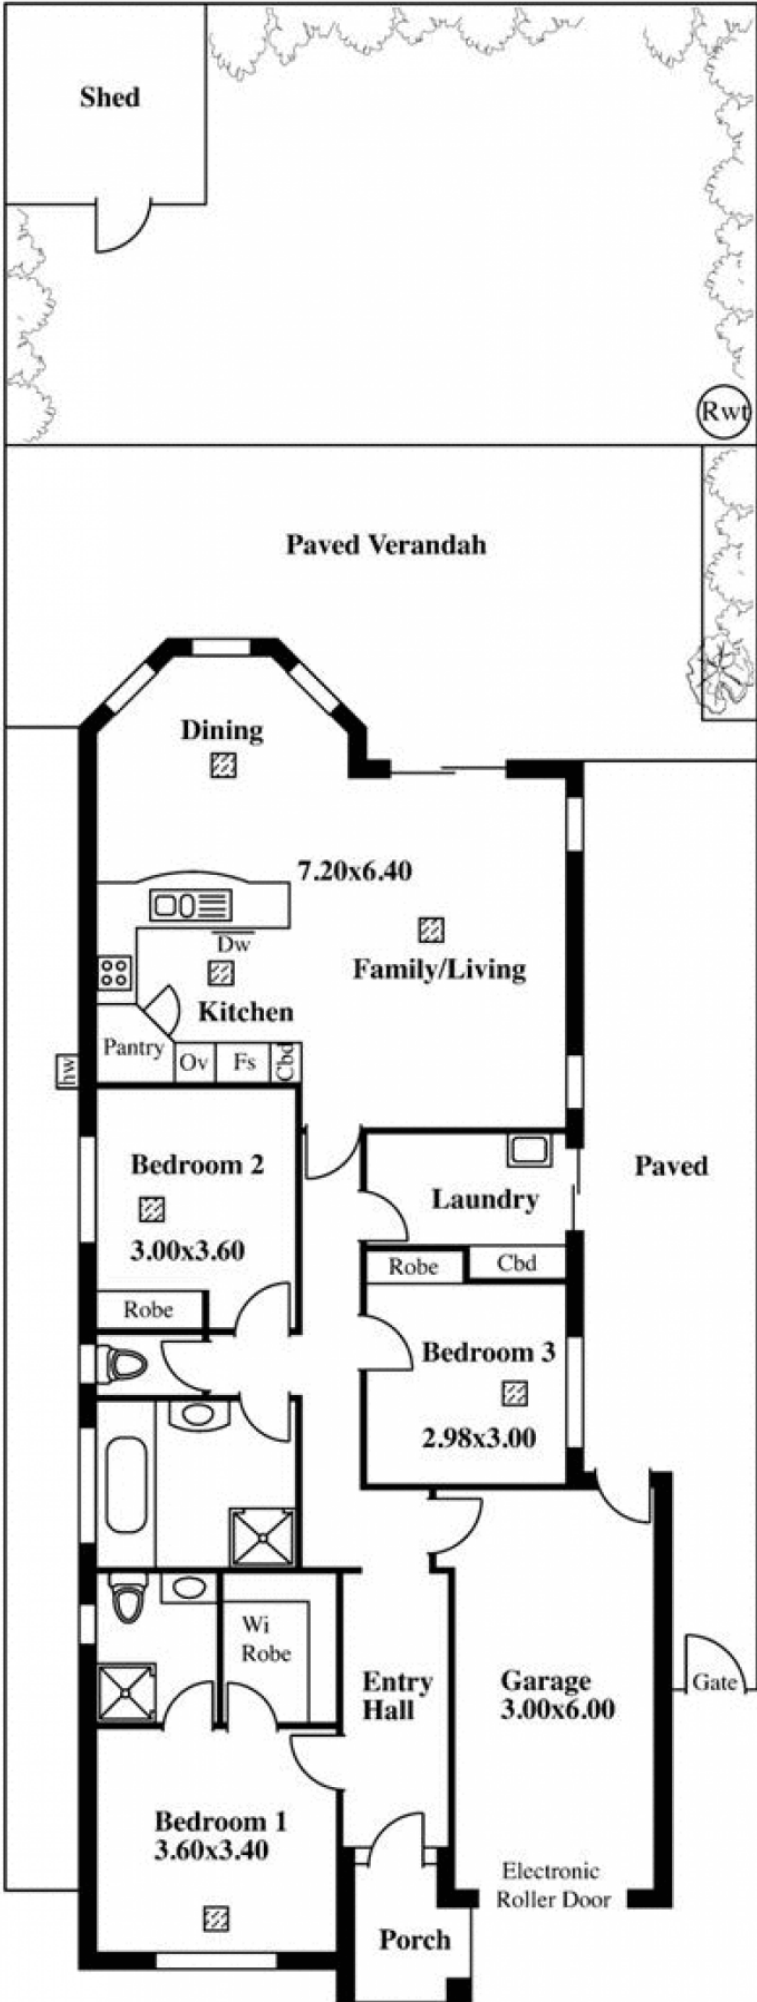 Shed
Rwt
Paved Verandah
Dining
7.20x6.40
Dw
Family/Living
Kitchen
Pantry
Ov
Fs
Cbd
hw
Bedroom 2
3.00x3.60
Robe
Laundry
Paved
Robe
Cbd
Bedroom 3
2.98x3.00
Wi
Robe
Entry
Hall
Garage
3.00x6.00
Gate
Bedroom 1
3.60x3.40
Electronic
Roller Door
Porch